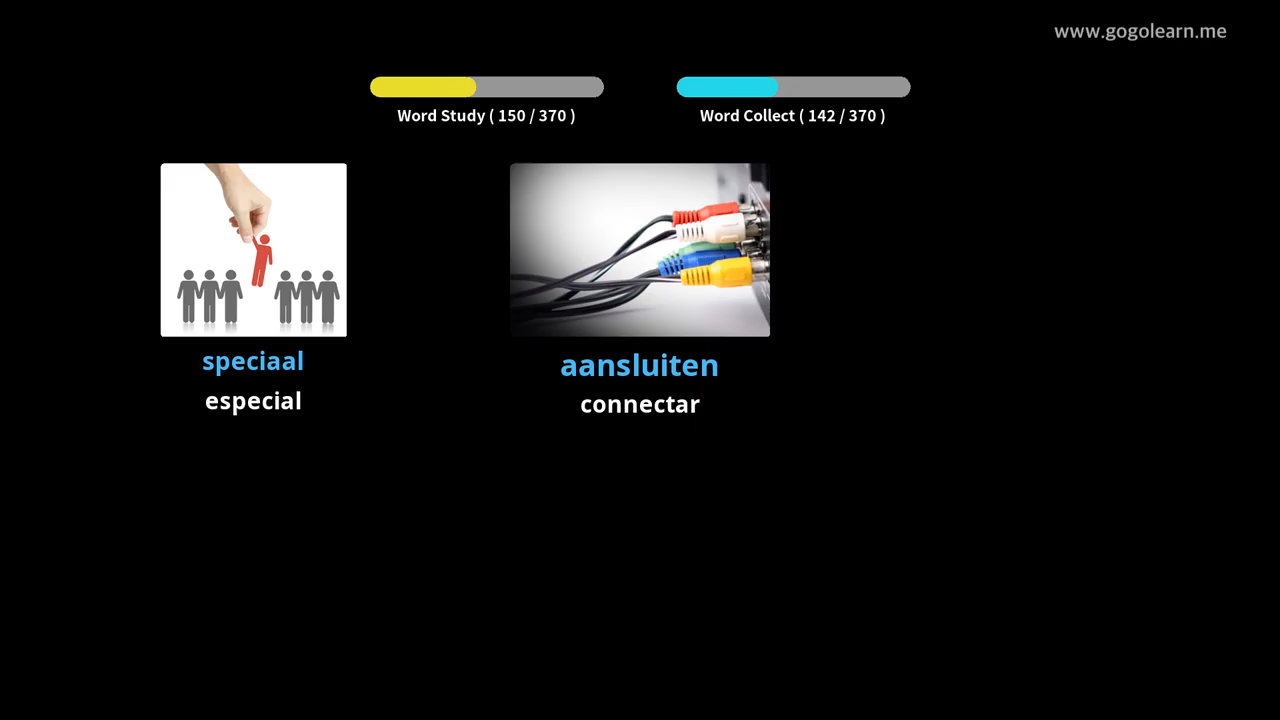 www.gogolearn.me
Word Study ( 150 / 370 )
Word Collect ( 142 / 370 )
speciaal
especial
aansluiten
connectar